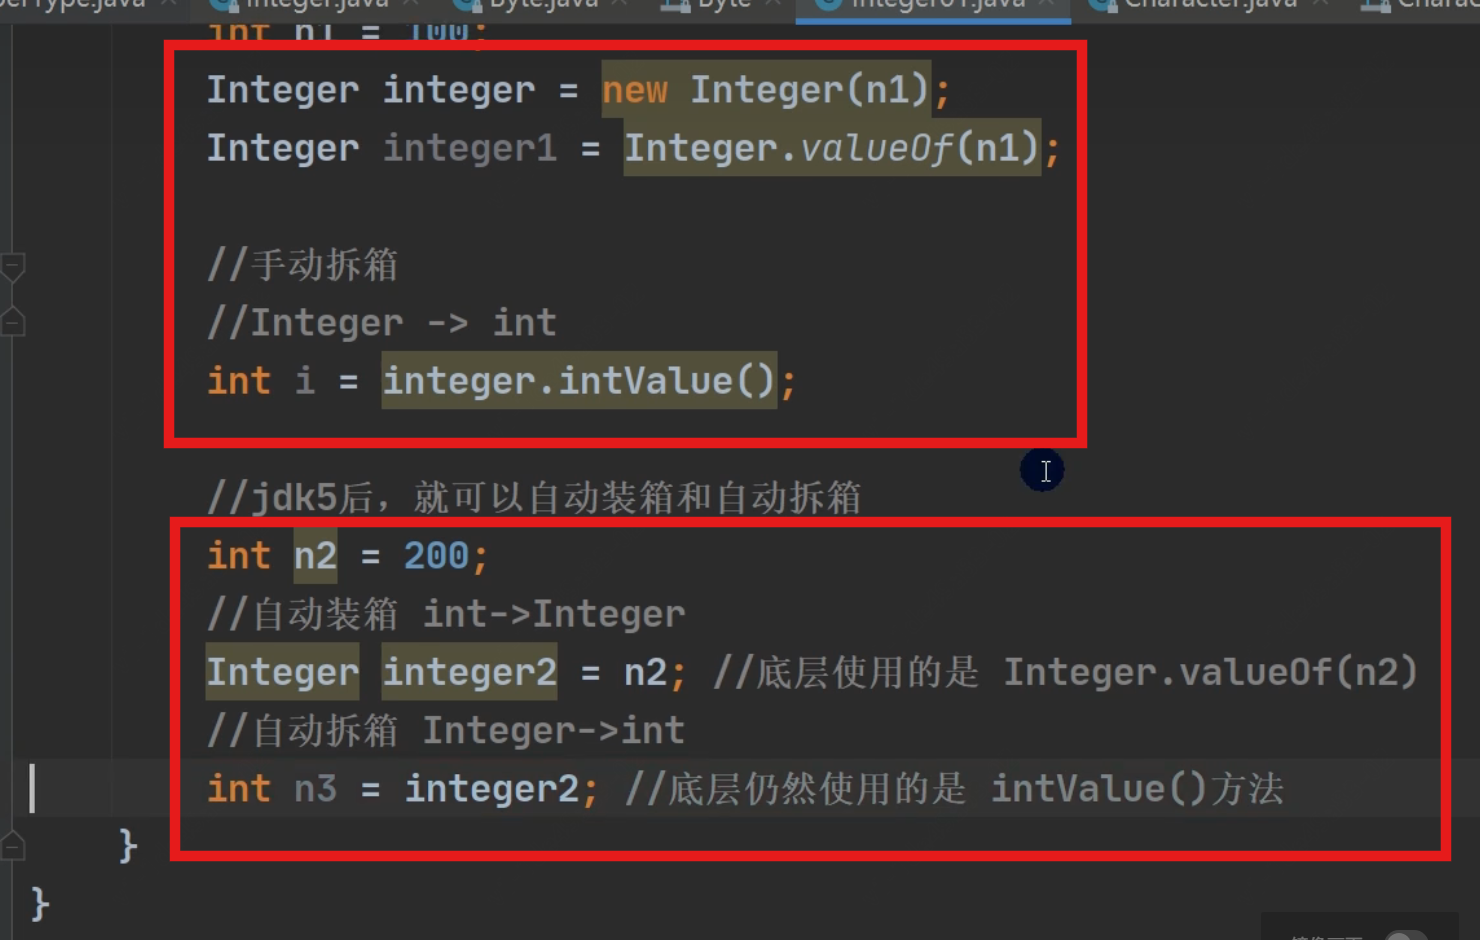 Integer.java Byte.java Byte Integer01.java Character.java
int n1 = 100;
Integer integer = new Integer(n1);
Integer integer1 = Integer.valueOf(n1);
//手动拆箱
//Integer -> int
int i = integer.intValue();
//jdk5后，就可以自动装箱和自动拆箱
int n2 = 200;
//自动装箱 int->Integer
Integer integer2 = n2; //底层使用的是 Integer.valueOf(n2)
//自动拆箱 Integer->int
int n3 = integer2; //底层仍然使用的是 intValue()方法
}
}